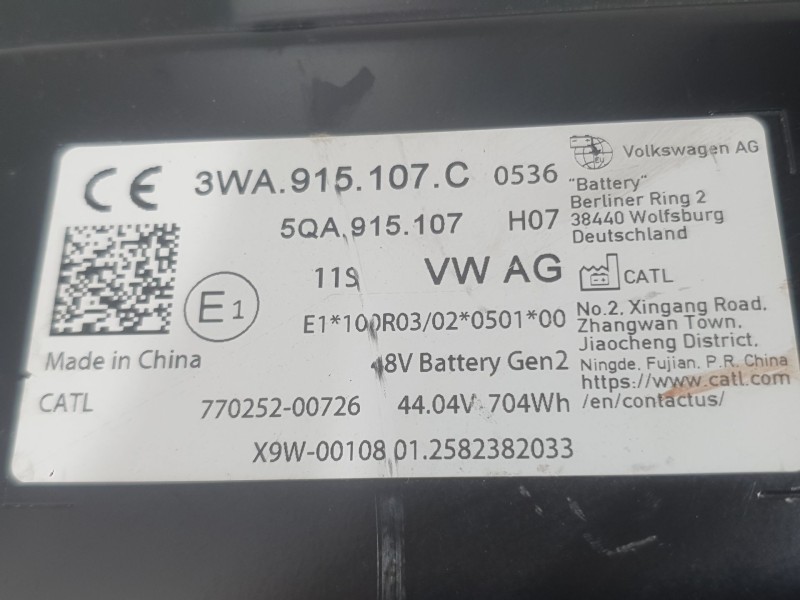 CE 3WA.915.107.C 0536
5QA.915.107 H07
11S VW AG
E1
E1*100R03/02*0501*00
Made in China
48V Battery Gen2
CATL 770252-00726 44.04V 704Wh
X9W-00108 01.2582382033
Volkswagen AG
"Battery"
Berliner Ring 2
38440 Wolfsburg
Deutschland
CATL
No.2. Xingang Road.
Zhangwan Town.
Jiaocheng District.
Ningde. Fujian. P.R. China
https://www.catl.com
/en/contactus/